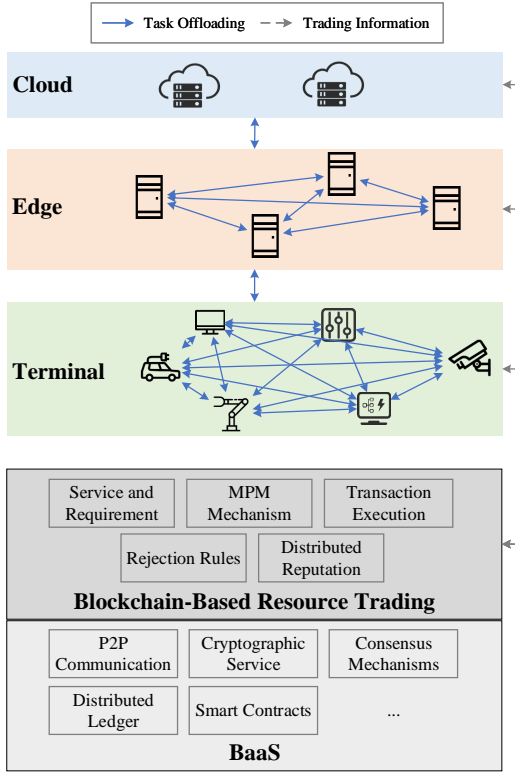 Task Offloading
Trading Information
Cloud
Edge
Terminal
Service and
Requirement
MPM
Mechanism
Transaction
Execution
Rejection Rules
Distributed
Reputation
Blockchain-Based Resource Trading
P2P
Communication
Cryptographic
Service
Consensus
Mechanisms
Distributed
Ledger
Smart Contracts
...
BaaS